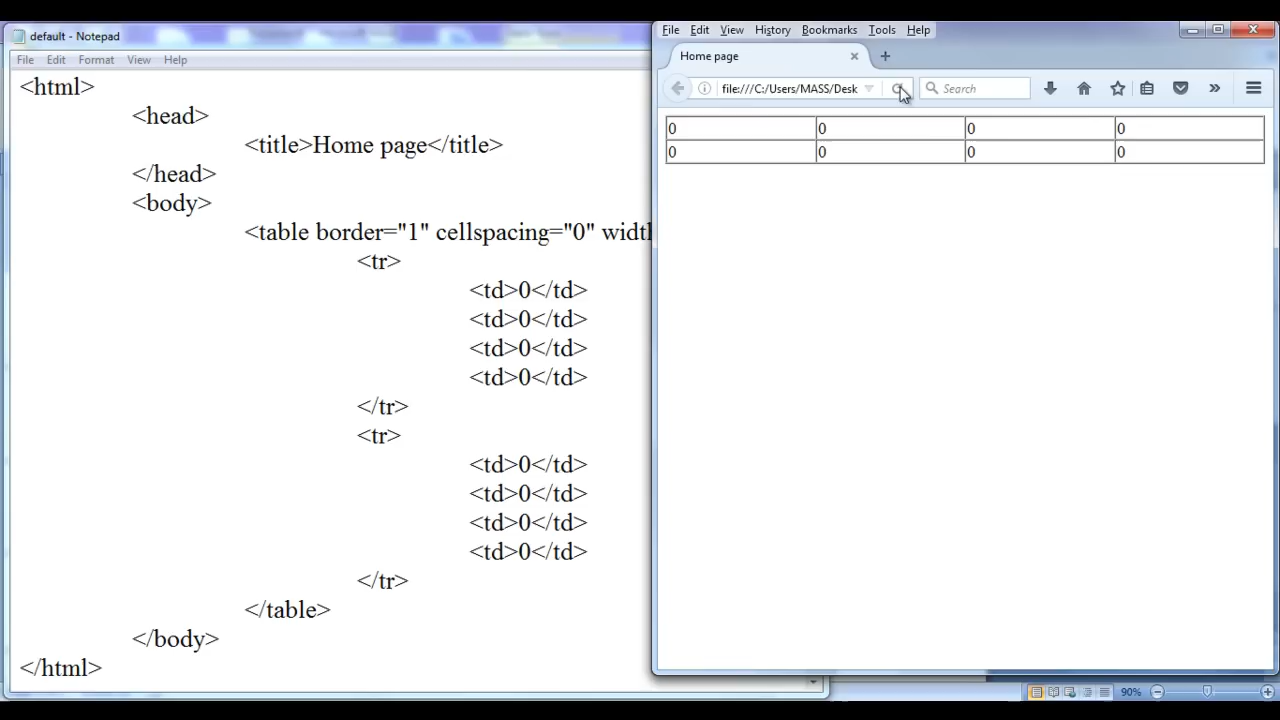 default - Notepad
File Edit Format View Help
<html>
<head>
<title>Home page</title>
</head>
<body>
<table border="1" cellspacing="0" width
<tr>
<td>0</td>
<td>0</td>
<td>0</td>
<td>0</td>
</tr>
<tr>
<td>0</td>
<td>0</td>
<td>0</td>
<td>0</td>
</tr>
</table>
</body>
</html>
File Edit View History Bookmarks Tools Help
Home page
file:///C:/Users/MASS/Desk
Search
0 0 0 0
0 0 0 0
90%